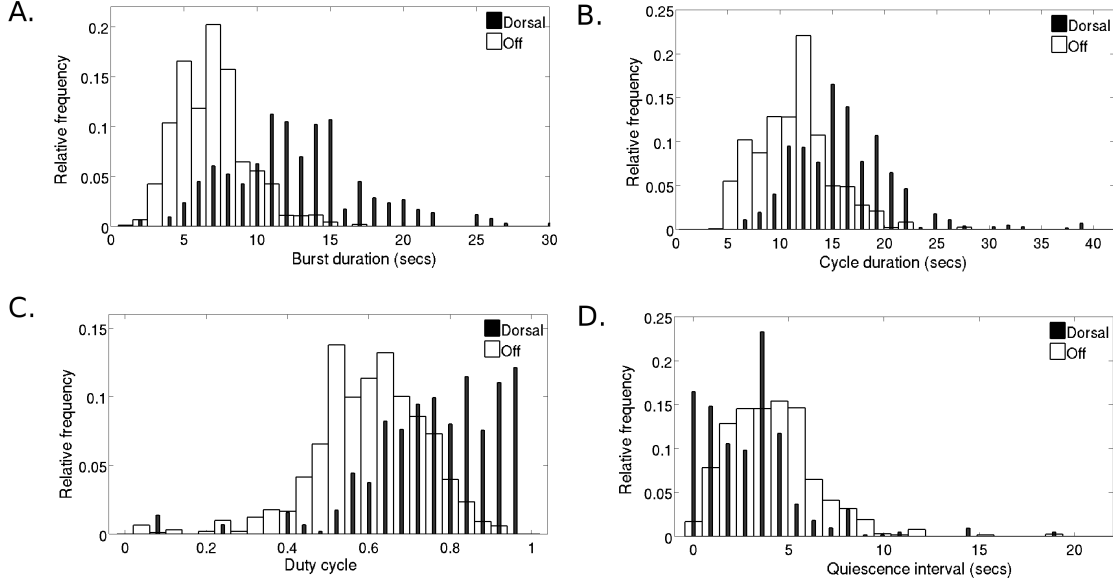 A.
Dorsal
Off
0.2
0.15
0.1
0.05
0
Relative frequency
0 5 10 15 20 25 30
Burst duration (secs)
B.
Dorsal
Off
0.25
0.2
0.15
0.1
0.05
0
Relative frequency
0 5 10 15 20 25 30 35 40
Cycle duration (secs)
C.
Dorsal
Off
0.15
0.1
0.05
0
Relative frequency
0 0.2 0.4 0.6 0.8 1
Duty cycle
D.
Dorsal
Off
0.25
0.2
0.15
0.1
0.05
0
Relative frequency
0 5 10 15 20
Quiescence interval (secs)